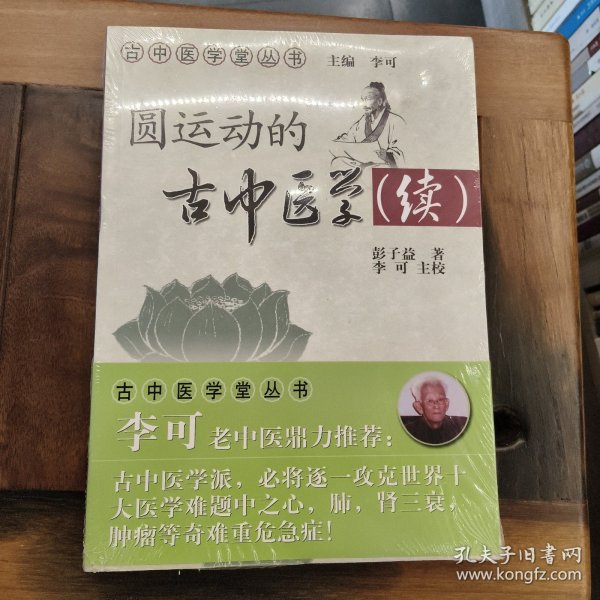 古中医学堂丛书 主编 李可
圆运动的
古中医学(续)
彭子益 著
李可 主校
古中医学堂丛书
李可 老中医鼎力推荐:
古中医学派,必将逐一攻克世界十
大医学难题中之心,肺,肾三衰,
肿瘤等奇难重危急症!
孔夫子旧书网
www.kongfz.com